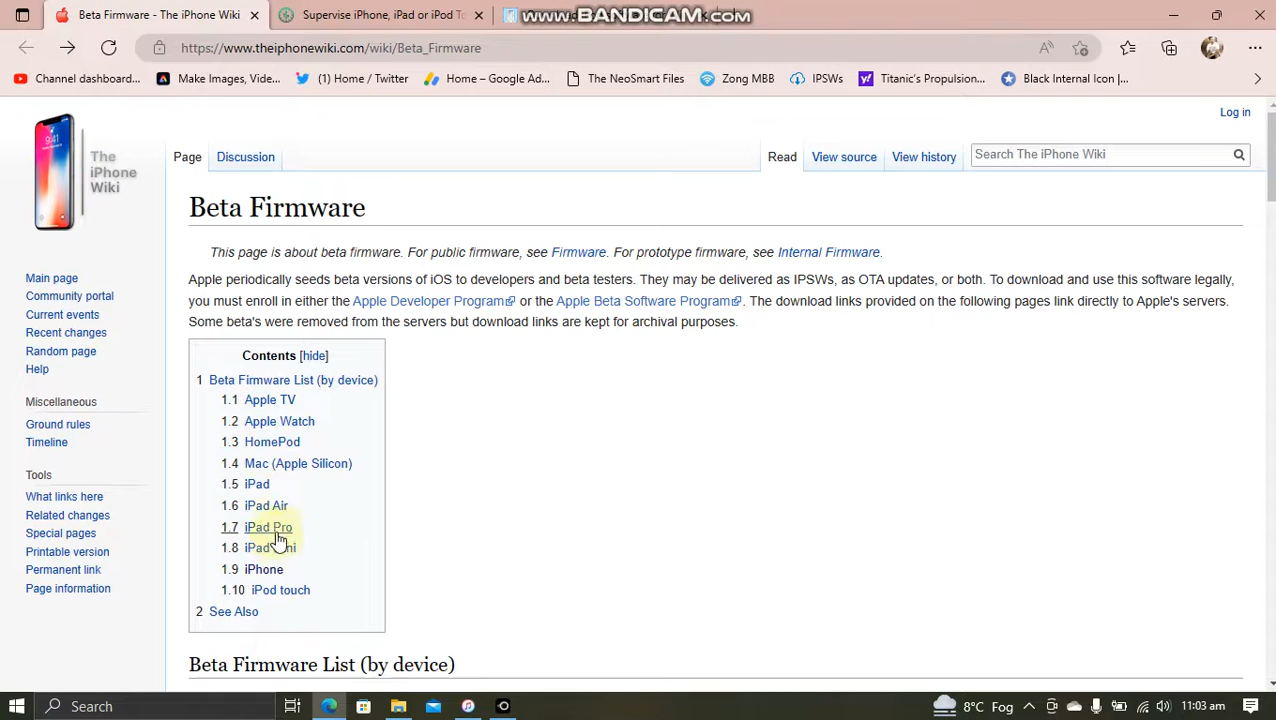 Beta Firmware - The iPhone Wiki
Supervise iPhone, iPad or iPod To
www.BANDICAM.com
https://www.theiphonewiki.com/wiki/Beta_Firmware
Channel dashboard...
Make Images, Vide...
(1) Home / Twitter
Home – Google Ad...
The NeoSmart Files
Zong MBB
IPSWs
Titanic's Propulsion...
Black Internal Icon |...
9:41
The
iPhone
Wiki
Log in
Page
Discussion
Read
View source
View history
Search The iPhone Wiki
Main page
Community portal
Current events
Recent changes
Random page
Help
Miscellaneous
Ground rules
Timeline
Tools
What links here
Related changes
Special pages
Printable version
Permanent link
Page information
Beta Firmware
This page is about beta firmware. For public firmware, see Firmware. For prototype firmware, see Internal Firmware.
Apple periodically seeds beta versions of iOS to developers and beta testers. They may be delivered as IPSWs, as OTA updates, or both. To download and use this software legally,
you must enroll in either the Apple Developer Program or the Apple Beta Software Program. The download links provided on the following pages link directly to Apple's servers.
Some beta's were removed from the servers but download links are kept for archival purposes.
Contents [hide]
1 Beta Firmware List (by device)
1.1 Apple TV
1.2 Apple Watch
1.3 HomePod
1.4 Mac (Apple Silicon)
1.5 iPad
1.6 iPad Air
1.7 iPad Pro
1.8 iPad
1.9 iPhone
1.10 iPod touch
2 See Also
Beta Firmware List (by device)
Search
8°C Fog
11:03 am